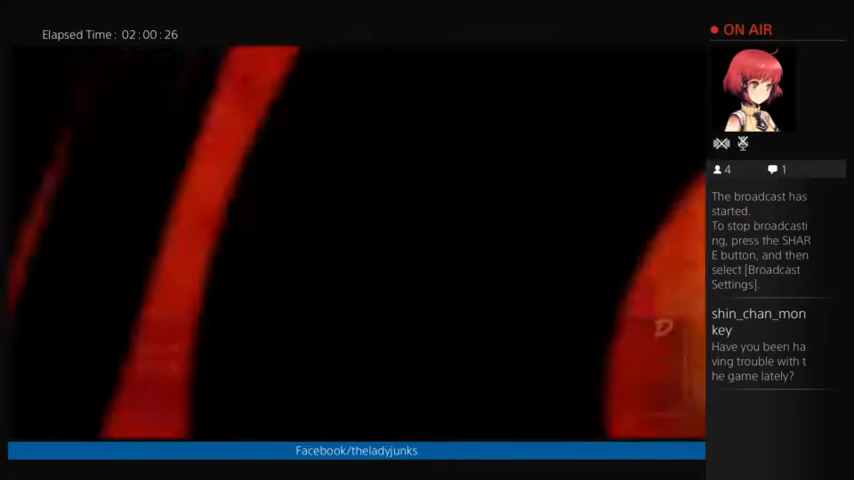 Elapsed Time: 02:00:26
ON AIR
4
1
The broadcast has
started.
To stop broadcasti
ng, press the SHAR
E button, and then
select [Broadcast
Settings].
shin_chan_mon
key
Have you been ha
ving trouble with t
he game lately?
D
Facebook/theladyjunks